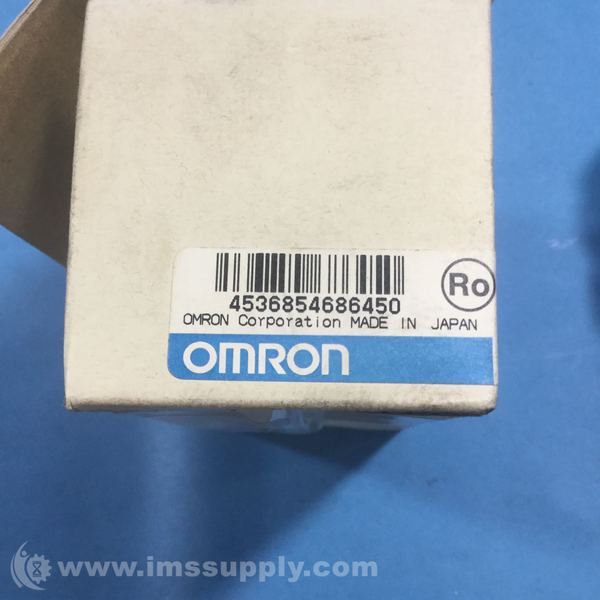 4536854686450
Ro
OMRON Corporation MADE IN JAPAN
OMRON
www.imssupply.com